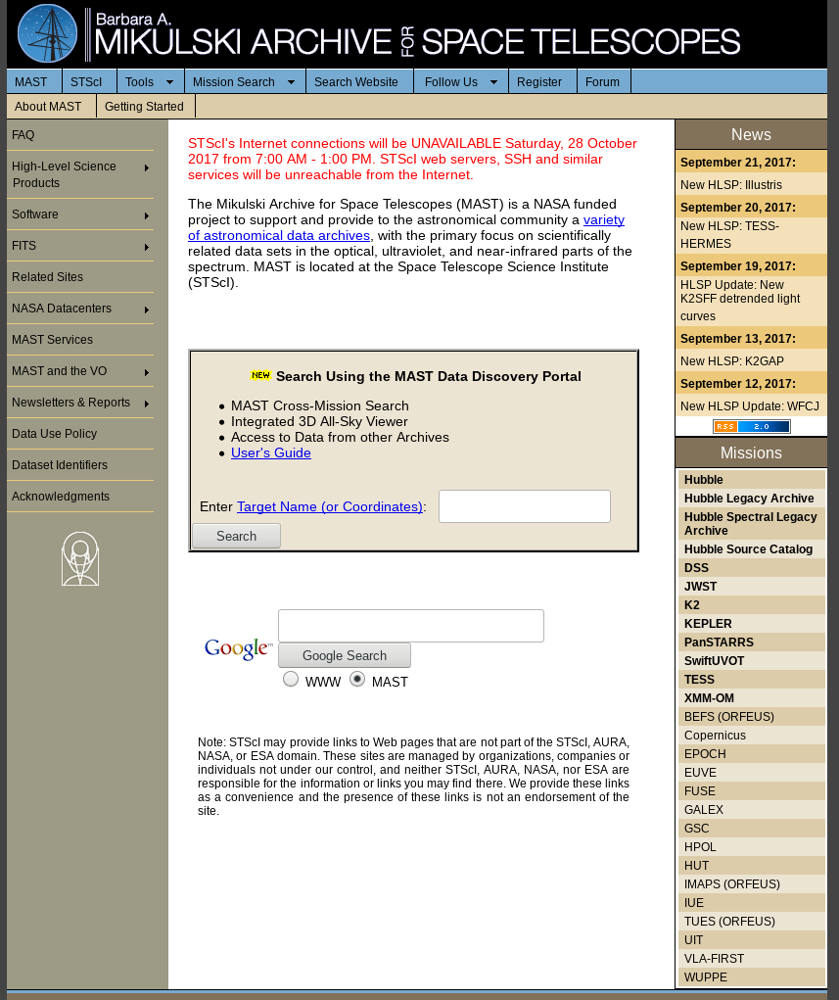 Barbara A.
MIKULSKI ARCHIVE FOR SPACE TELESCOPES
MAST STScI Tools Mission Search Search Website Follow Us Register Forum
About MAST Getting Started
FAQ
High-Level Science
Products
Software
FITS
Related Sites
NASA Datacenters
MAST Services
MAST and the VO
Newsletters & Reports
Data Use Policy
Dataset Identifiers
Acknowledgments
STScI's Internet connections will be UNAVAILABLE Saturday, 28 October
2017 from 7:00 AM - 1:00 PM. STScI web servers, SSH and similar
services will be unreachable from the Internet.
The Mikulski Archive for Space Telescopes (MAST) is a NASA funded
project to support and provide to the astronomical community a variety
of astronomical data archives, with the primary focus on scientifically
related data sets in the optical, ultraviolet, and near-infrared parts of the
spectrum. MAST is located at the Space Telescope Science Institute
(STScI).
NEW Search Using the MAST Data Discovery Portal
MAST Cross-Mission Search
Integrated 3D All-Sky Viewer
Access to Data from other Archives
User's Guide
Enter Target Name (or Coordinates):
Search
Google™
Google Search
WWW MAST
Note: STScI may provide links to Web pages that are not part of the STScI, AURA,
NASA, or ESA domain. These sites are managed by organizations, companies or
individuals not under our control, and neither STScI, AURA, NASA, nor ESA are
responsible for the information or links you may find there. We provide these links
as a convenience and the presence of these links is not an endorsement of the
site.
News
September 21, 2017:
New HLSP: Illustris
September 20, 2017:
New HLSP: TESS-
HERMES
September 19, 2017:
HLSP Update: New
K2SFF detrended light
curves
September 13, 2017:
New HLSP: K2GAP
September 12, 2017:
New HLSP Update: WFCJ
RSS 2.0
Missions
Hubble
Hubble Legacy Archive
Hubble Spectral Legacy
Archive
Hubble Source Catalog
DSS
JWST
K2
KEPLER
PanSTARRS
SwiftUVOT
TESS
XMM-OM
BEFS (ORFEUS)
Copernicus
EPOCH
EUVE
FUSE
GALEX
GSC
HPOL
HUT
IMAPS (ORFEUS)
IUE
TUES (ORFEUS)
UIT
VLA-FIRST
WUPPE